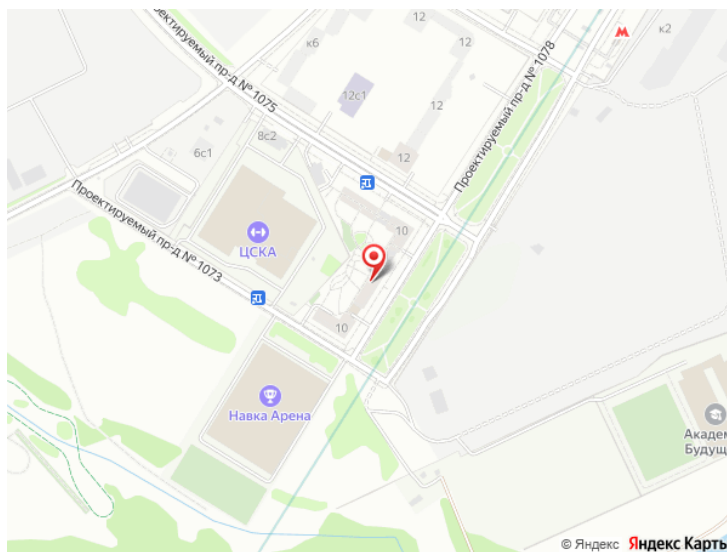 к6
12
к2
Проектируемый пр-д № 1075
12с1
12
Проектируемый пр-д № 1078
8с2
6с1
12
Проектируемый пр-д № 1073
10
ЦСКА
10
Навка Арена
Академ
Будущ
© Яндекс Яндекс Карты